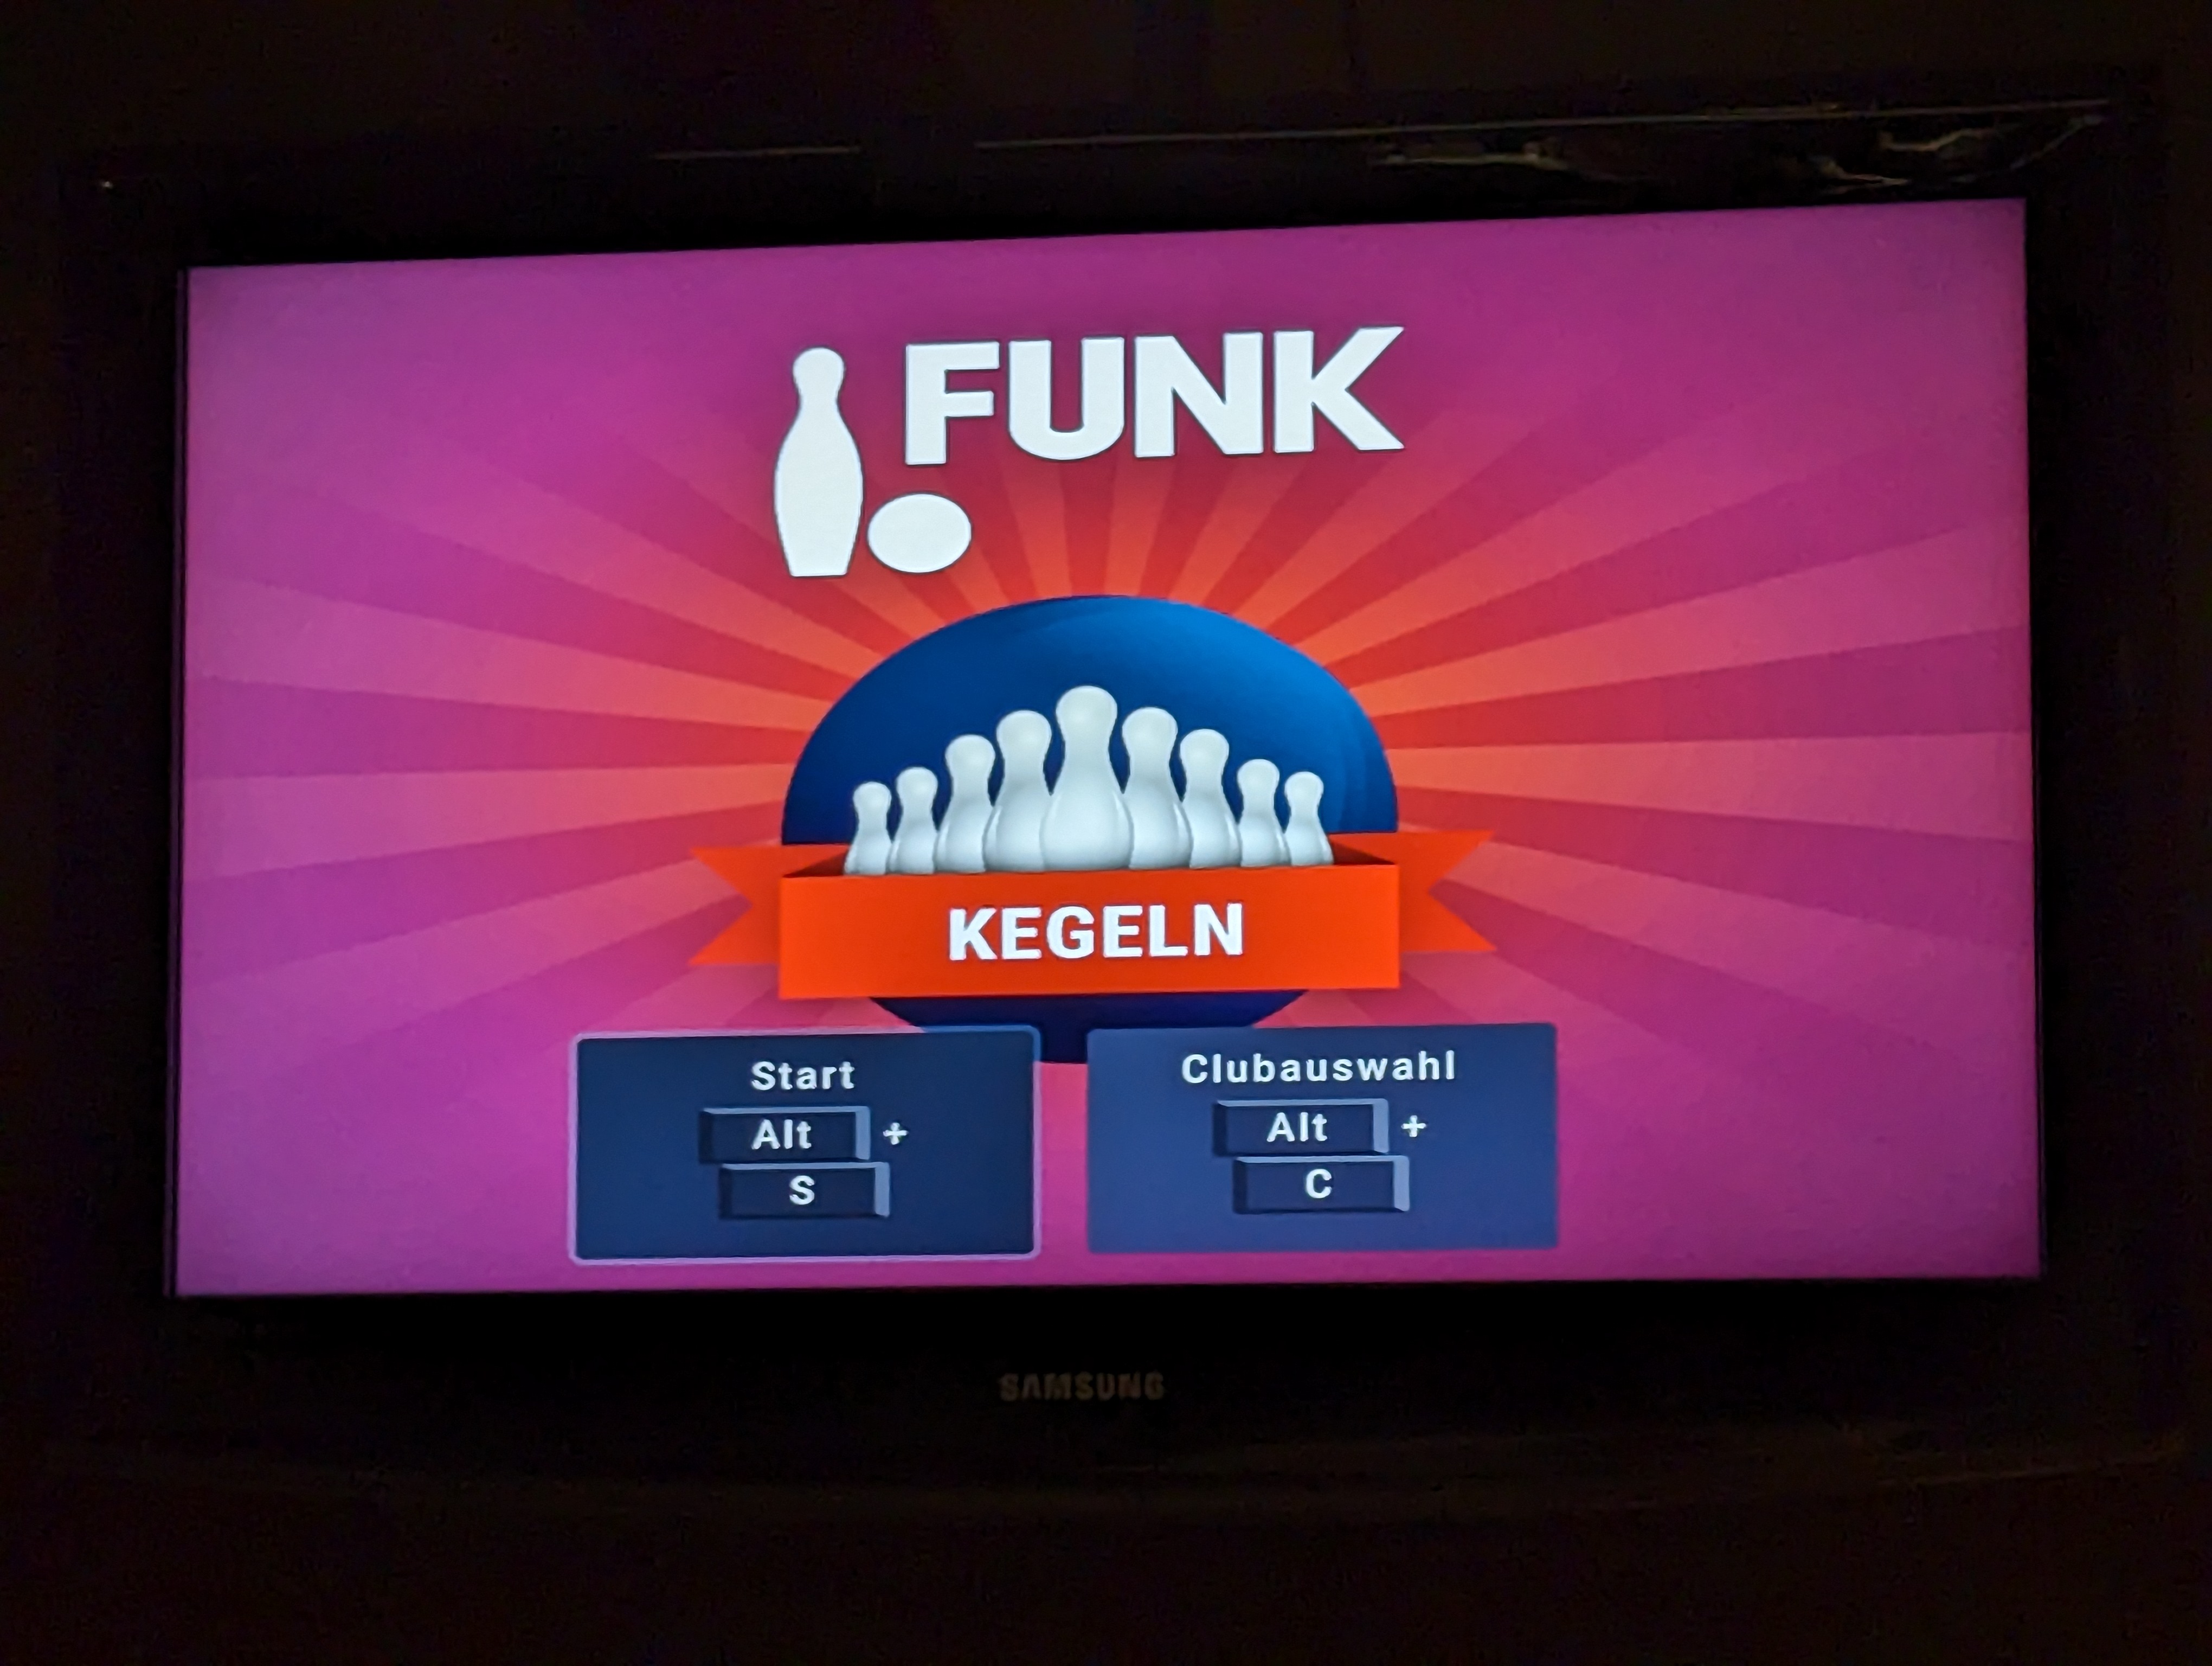 FUNK
KEGELN
Start
Alt +
S
Clubauswahl
Alt +
C
SAMSUNG